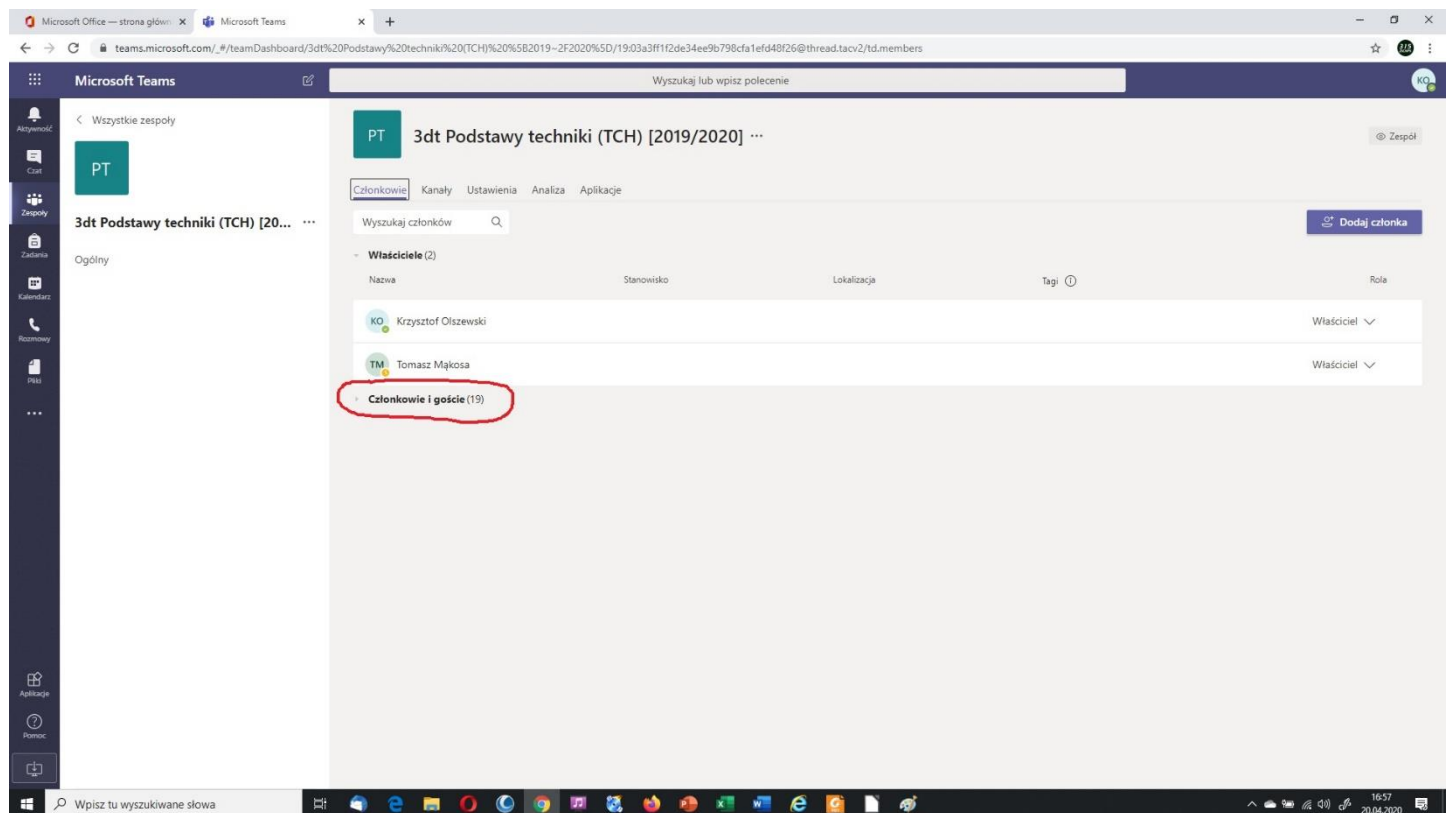 Microsoft Office — strona główn
Microsoft Teams
teams.microsoft.com/_#/teamDashboard/3dt%20Podstawy%20techniki%20(TCH)%20%5B2019~2F2020%5D/19:03a3ff1f2de34ee9b798cfa1efd48f26@thread.tacv2/td.members
Microsoft Teams
Wyszukaj lub wpisz polecenie
KO
Aktywność
Czat
Zespoły
Zadania
Kalendarz
Rozmowy
Pliki
Aplikacje
Pomoc
Wszystkie zespoły
PT
3dt Podstawy techniki (TCH) [20...
Ogólny
PT
3dt Podstawy techniki (TCH) [2019/2020]
Zespół
Członkowie Kanały Ustawienia Analiza Aplikacje
Wyszukaj członków
Dodaj członka
Właściciele (2)
Nazwa Stanowisko Lokalizacja Tagi Rola
KO Krzysztof Olszewski Właściciel
TM Tomasz Mąkosa Właściciel
Członkowie i goście (19)
Wpisz tu wyszukiwane słowa
16:57
20.04.2020